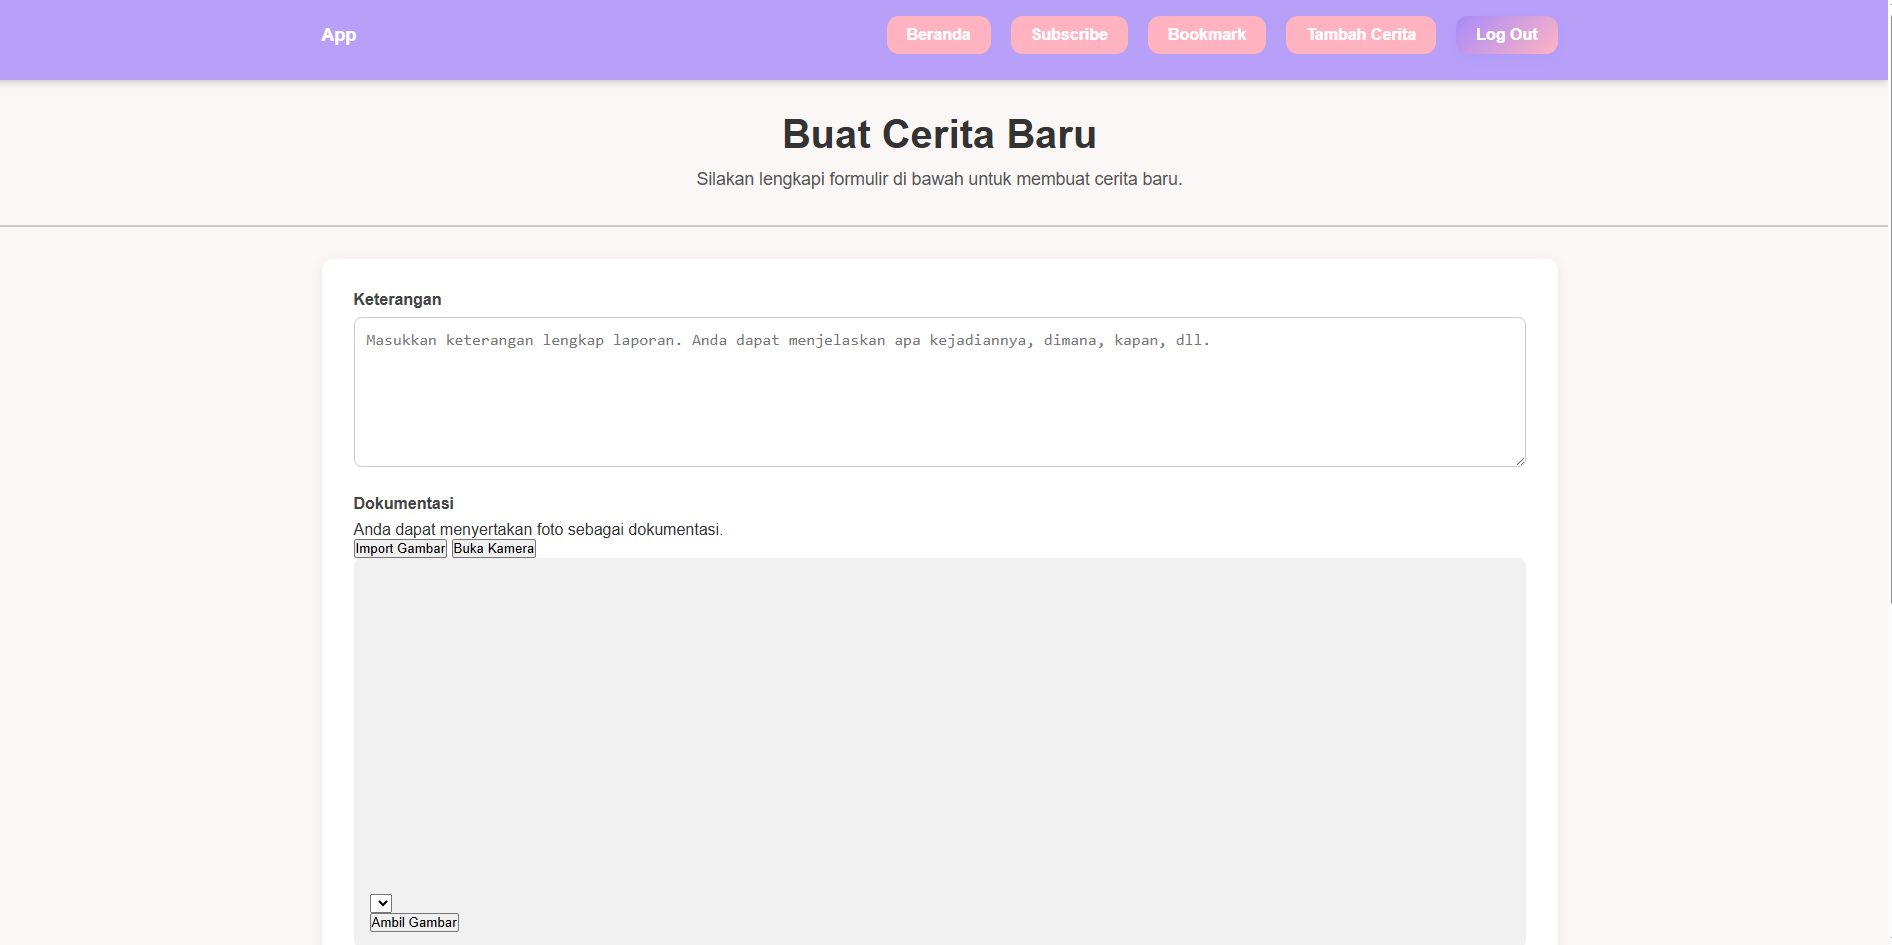 App
Beranda
Subscribe
Bookmark
Tambah Cerita
Log Out
Buat Cerita Baru
Silakan lengkapi formulir di bawah untuk membuat cerita baru.
Keterangan
Masukkan keterangan lengkap laporan. Anda dapat menjelaskan apa kejadiannya, dimana, kapan, dll.
Dokumentasi
Anda dapat menyertakan foto sebagai dokumentasi.
Import Gambar
Buka Kamera
Ambil Gambar